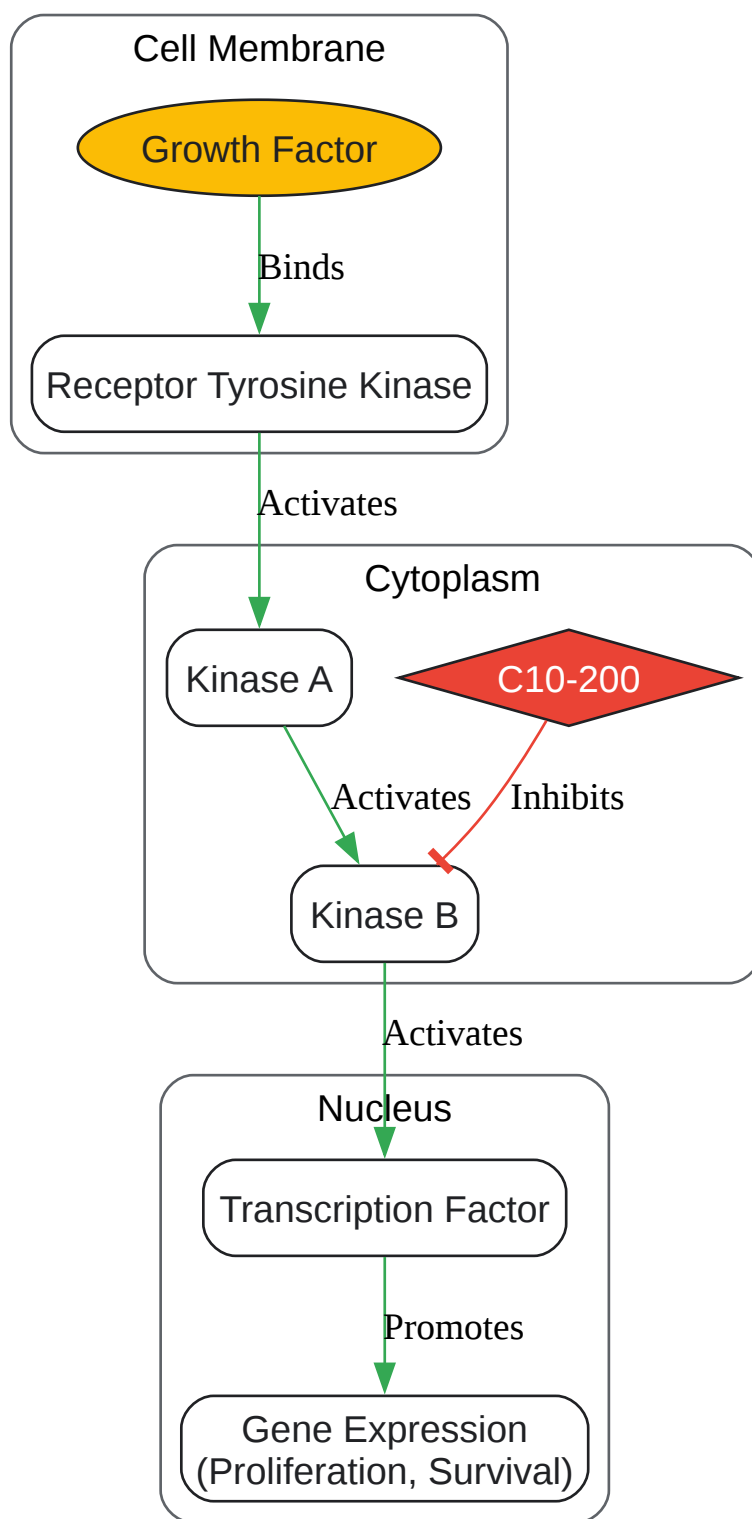 Cell Membrane
Growth Factor
Binds
Receptor Tyrosine Kinase
Activates
Cytoplasm
Kinase A
C10-200
Activates
Inhibits
Kinase B
Activates
Nucleus
Transcription Factor
Promotes
Gene Expression
(Proliferation, Survival)